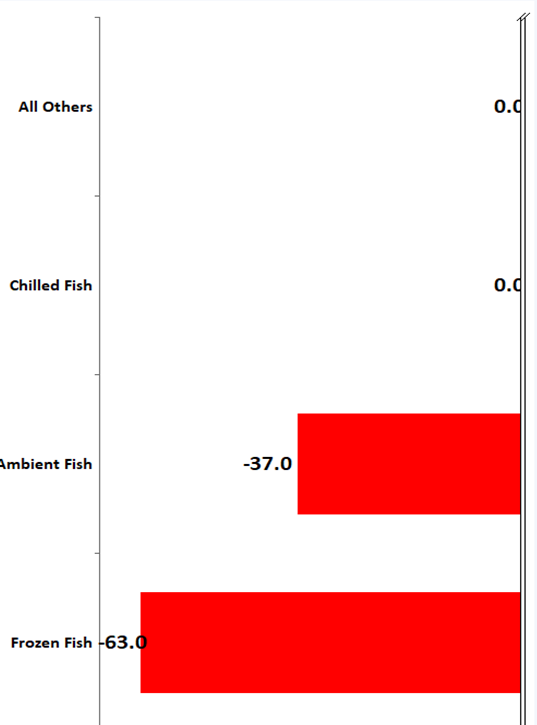 All Others 0.0
Chilled Fish 0.0
Ambient Fish -37.0
Frozen Fish -63.0